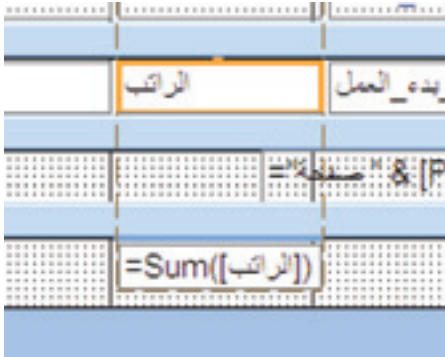 الراتب بدء_العمل
="صفحة " & [P
=Sum([الراتب])